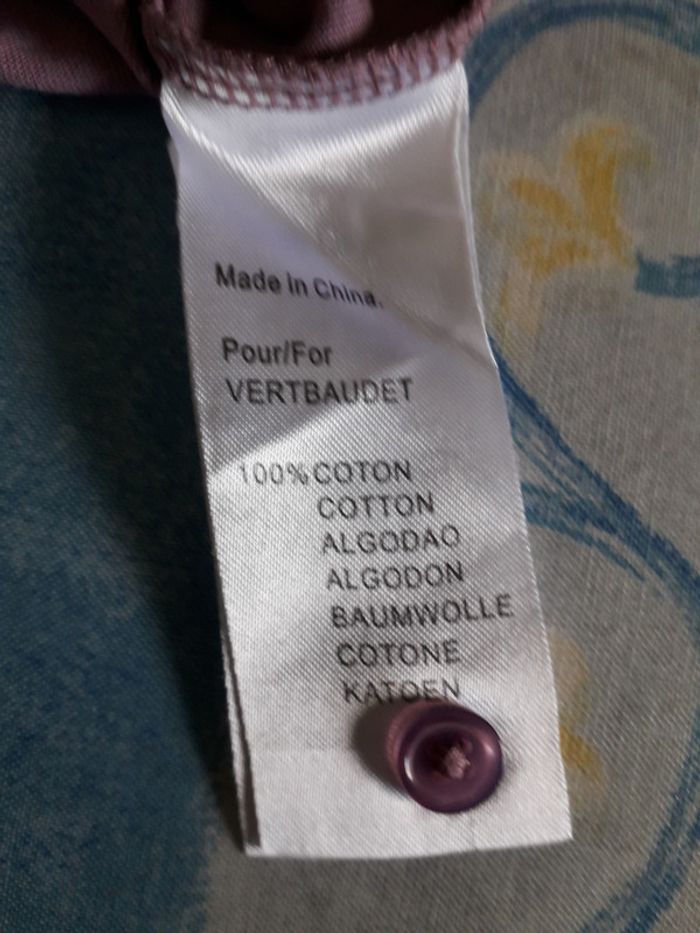 Made in China.
Pour/For
VERTBAUDET
100%COTON
COTTON
ALGODAO
ALGODON
BAUMWOLLE
COTONE
KATOEN